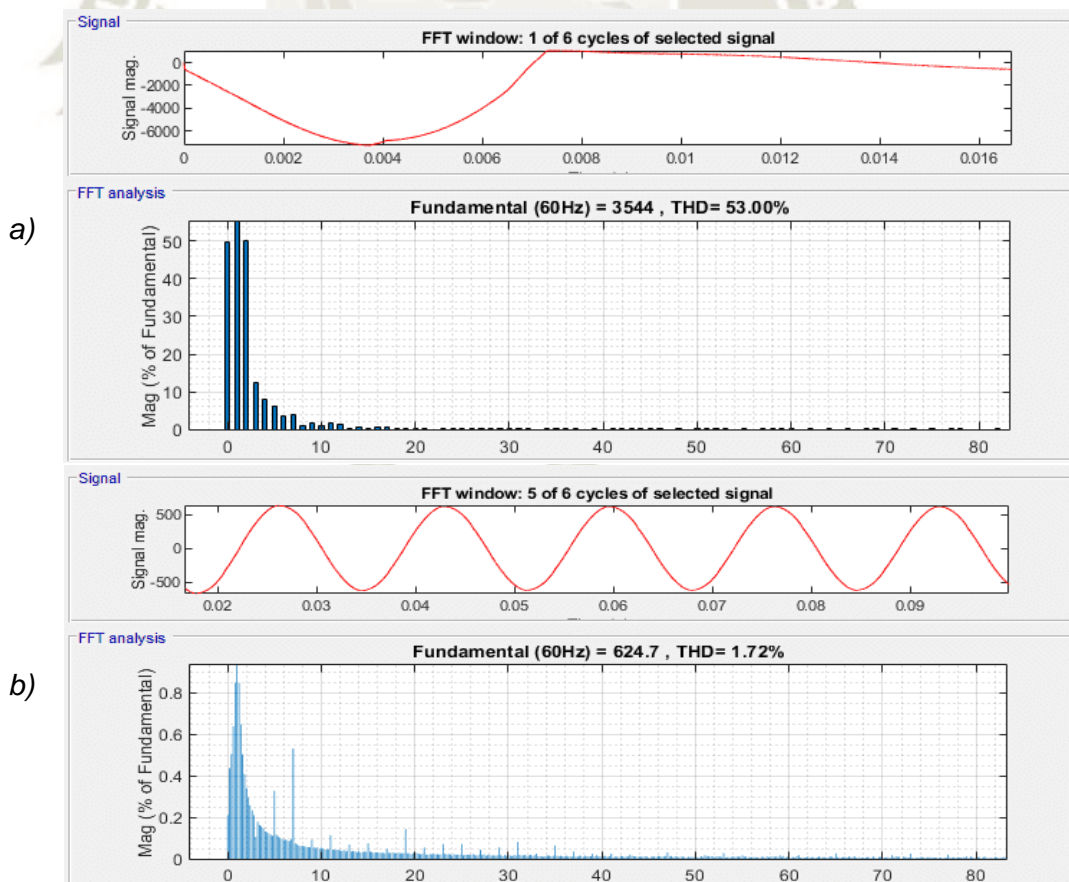 Signal
FFT window: 1 of 6 cycles of selected signal
Signal mag.
0
-2000
-4000
-6000
0 0.002 0.004 0.006 0.008 0.01 0.012 0.014 0.016
FFT analysis
a)
Fundamental (60Hz) = 3544 , THD= 53.00%
Mag (% of Fundamental)
50
40
30
20
10
0
0 10 20 30 40 50 60 70 80
Signal
FFT window: 5 of 6 cycles of selected signal
Signal mag.
500
0
-500
0.02 0.03 0.04 0.05 0.06 0.07 0.08 0.09
FFT analysis
b)
Fundamental (60Hz) = 624.7 , THD= 1.72%
Mag (% of Fundamental)
0.8
0.6
0.4
0.2
0
0 10 20 30 40 50 60 70 80